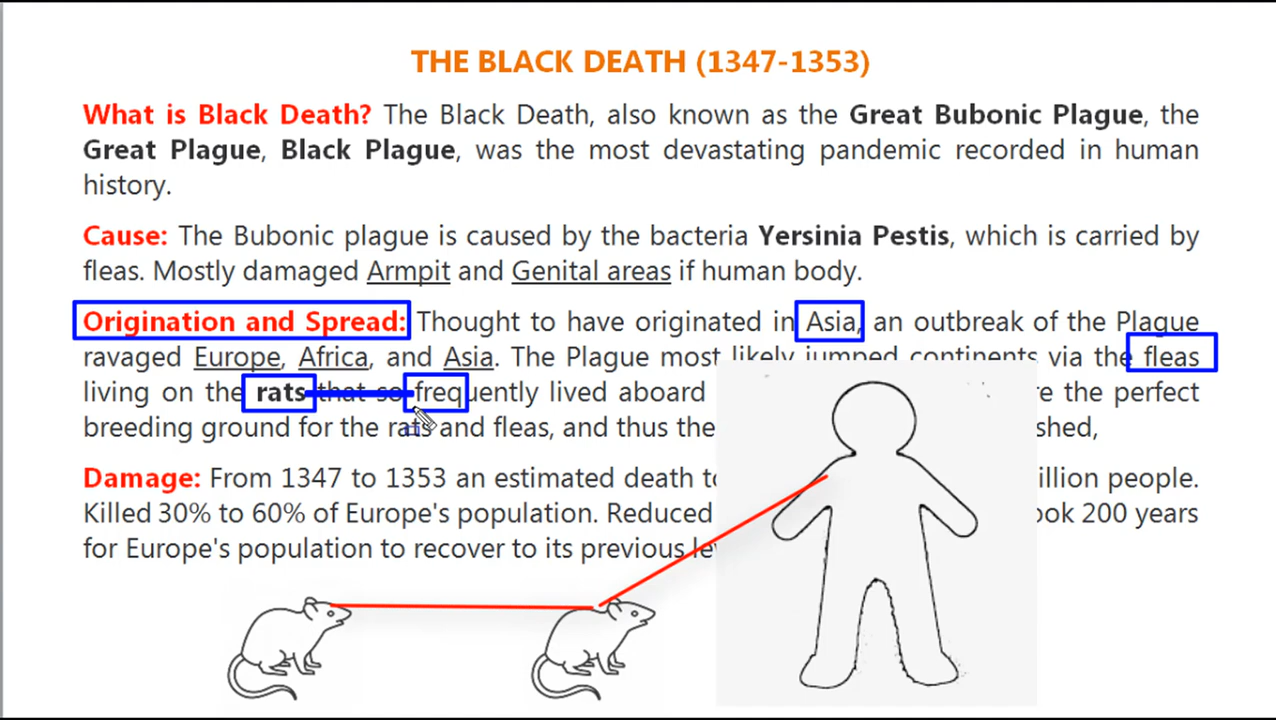 THE BLACK DEATH (1347-1353)
What is Black Death? The Black Death, also known as the Great Bubonic Plague, the
Great Plague, Black Plague, was the most devastating pandemic recorded in human
history.
Cause: The Bubonic plague is caused by the bacteria Yersinia Pestis, which is carried by
fleas. Mostly damaged Armpit and Genital areas if human body.
Origination and Spread: Thought to have originated in Asia, an outbreak of the Plague
ravaged Europe, Africa, and Asia. The Plague most likely jumped continents via the fleas
living on the rats that so frequently lived aboard the perfect
breeding ground for the rats and fleas, and thus the
Damage: From 1347 to 1353 an estimated death people.
Killed 30% to 60% of Europe's population. Reduced 200 years
for Europe's population to recover to its previous